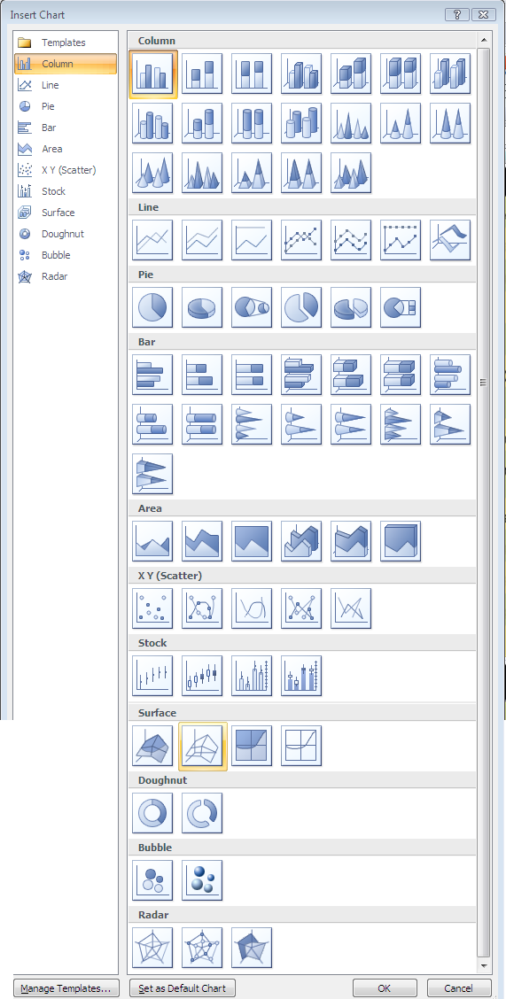 Insert Chart
Templates
Column
Line
Pie
Bar
Area
X Y (Scatter)
Stock
Surface
Doughnut
Bubble
Radar
Column
Line
Pie
Bar
Area
X Y (Scatter)
Stock
Surface
Doughnut
Bubble
Radar
Manage Templates...
Set as Default Chart
OK
Cancel